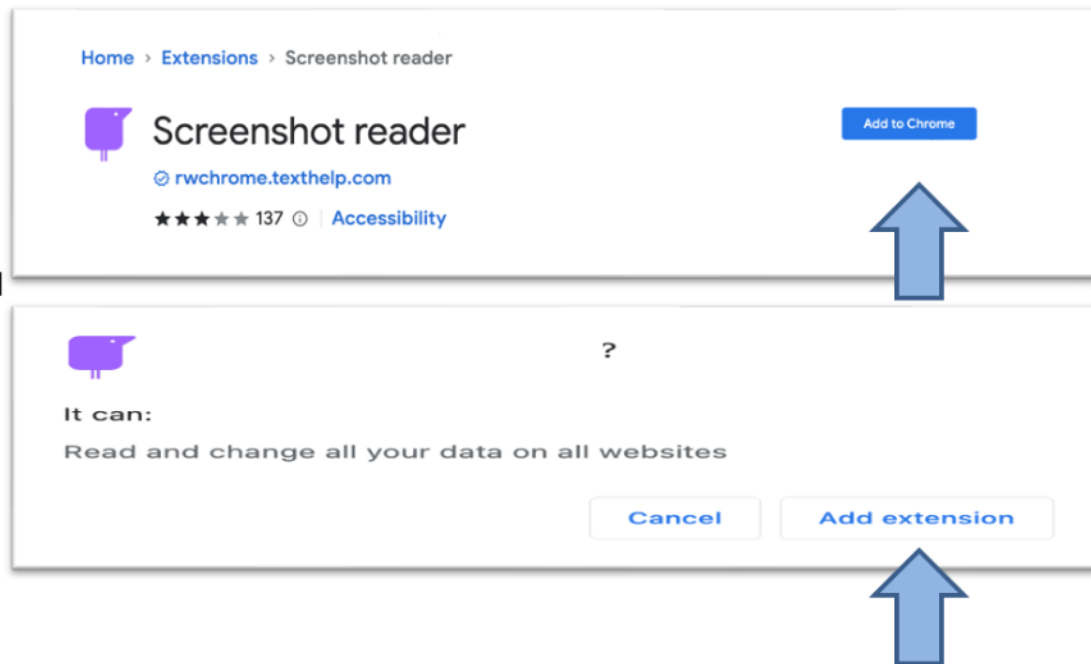 Home > Extensions > Screenshot reader
Screenshot reader
Add to Chrome
rwchrome.texthelp.com
★★★★★ 137 | Accessibility
?
It can:
Read and change all your data on all websites
Cancel Add extension